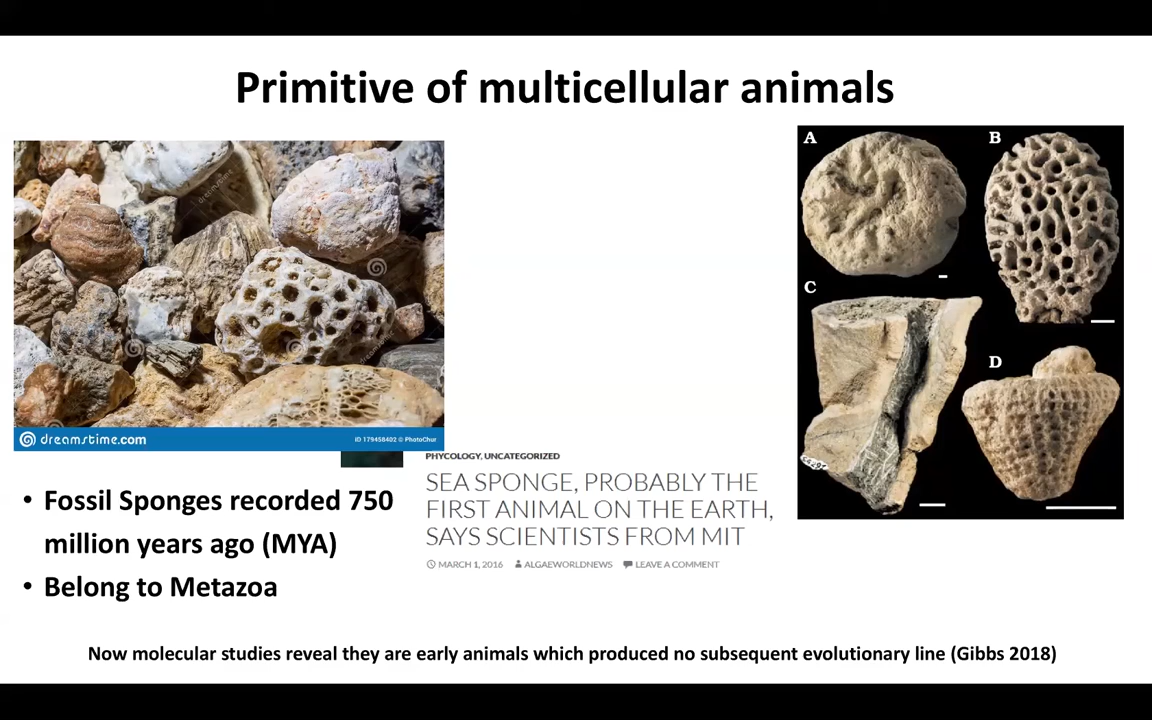 Primitive of multicellular animals
A
B
C
D
dreamstime.com
ID 179458402 © PhotoChur
PHYCOLOGY, UNCATEGORIZED
SEA SPONGE, PROBABLY THE
FIRST ANIMAL ON THE EARTH,
SAYS SCIENTISTS FROM MIT
MARCH 1, 2016 ALGAEWORLDNEWS LEAVE A COMMENT
• Fossil Sponges recorded 750
million years ago (MYA)
• Belong to Metazoa
Now molecular studies reveal they are early animals which produced no subsequent evolutionary line (Gibbs 2018)